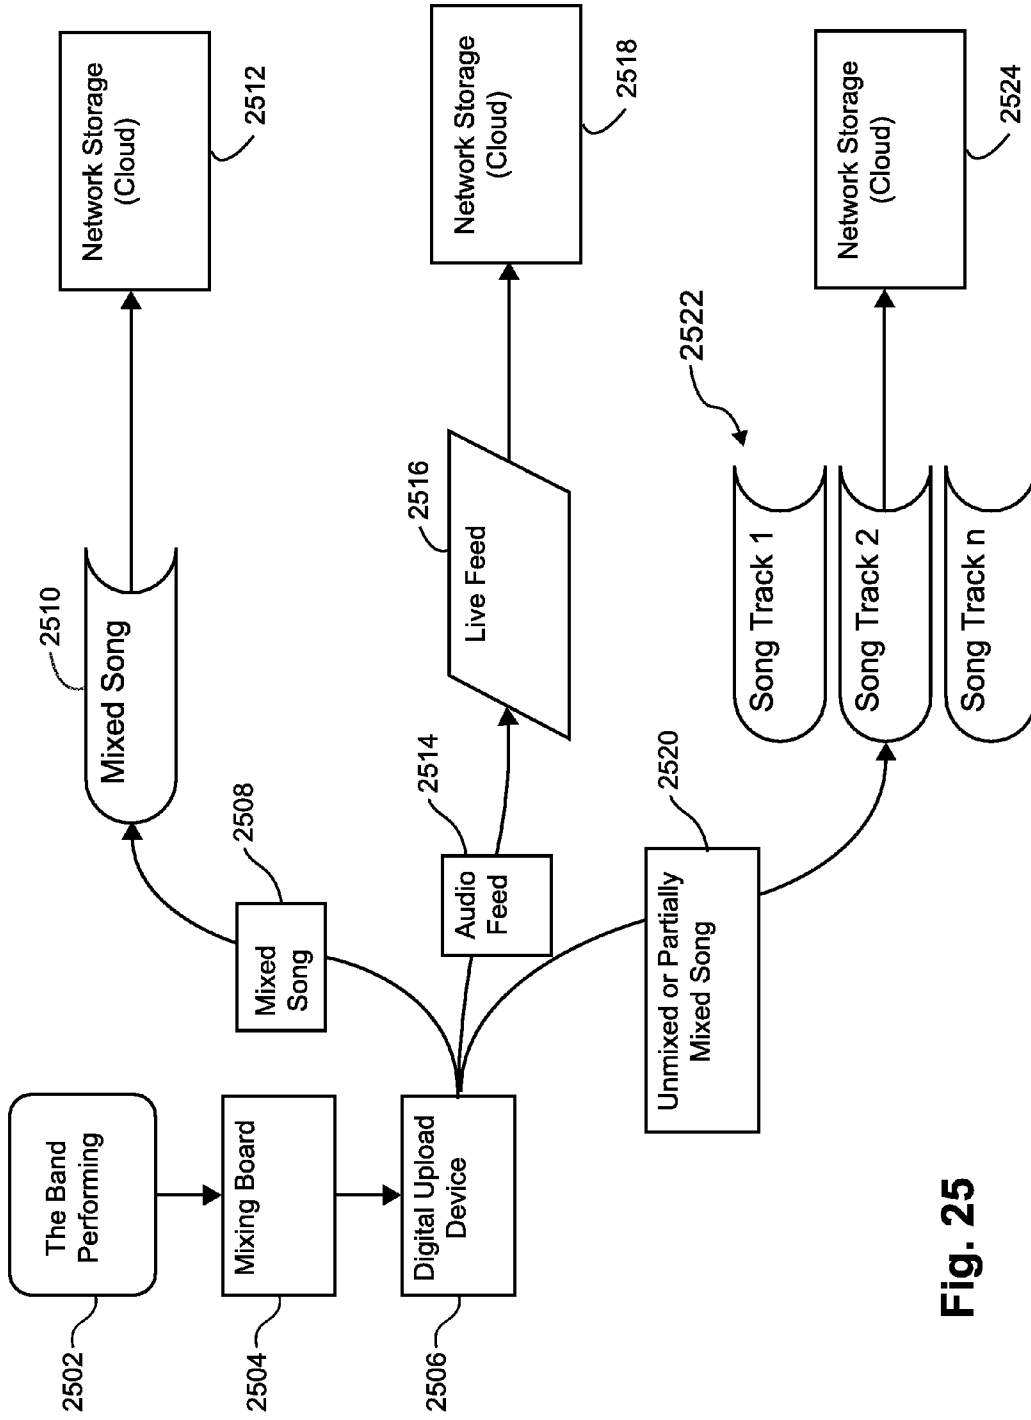 The Band
Performing
2502
Mixing Board
2504
Digital Upload
Device
2506
Mixed
Song
2508
Mixed Song
2510
Network Storage
(Cloud)
2512
Audio
Feed
2514
Live Feed
2516
Network Storage
(Cloud)
2518
Unmixed or Partially
Mixed Song
2520
Song Track 1
Song Track 2
Song Track n
2522
Network Storage
(Cloud)
2524
Fig. 25